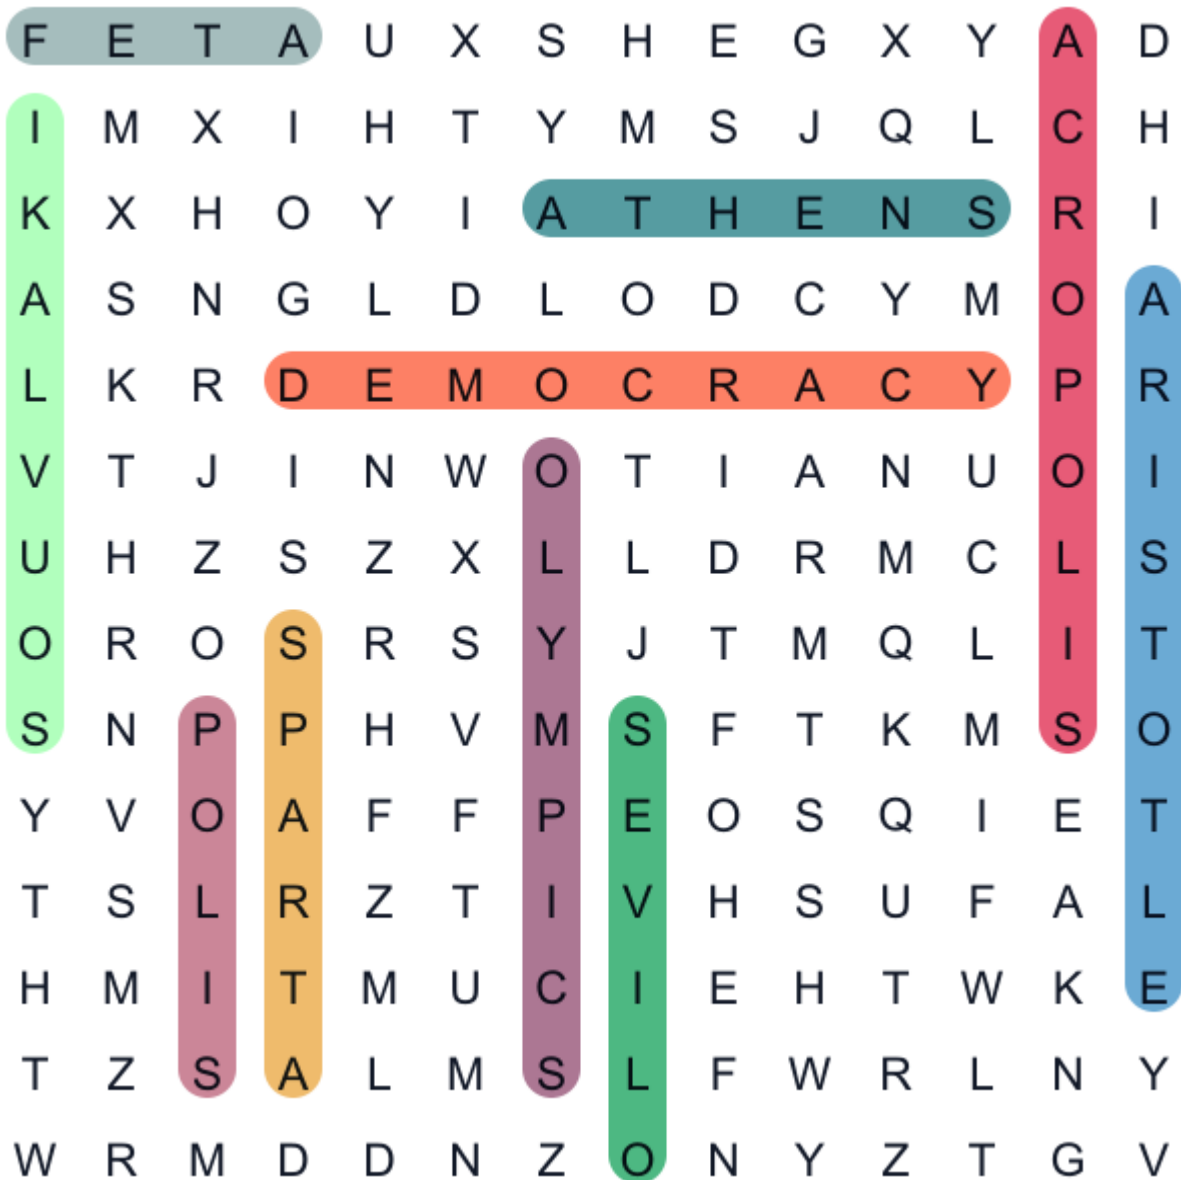 F E T A U X S H E G X Y A D
I M X I H T Y M S J Q L C H
K X H O Y I A T H E N S R I
A S N G L D L O D C Y M O A
L K R D E M O C R A C Y P R
V T J I N W O T I A N U O I
U H Z S Z X L L D R M C L S
O R O S R S Y J T M Q L I T
S N P P H V M S F T K M S O
Y V O A F F P E O S Q I E T
T S L R Z T I V H S U F A L
H M I T M U C I E H T W K E
T Z S A L M S L F W R L N Y
W R M D D N Z O N Y Z T G V